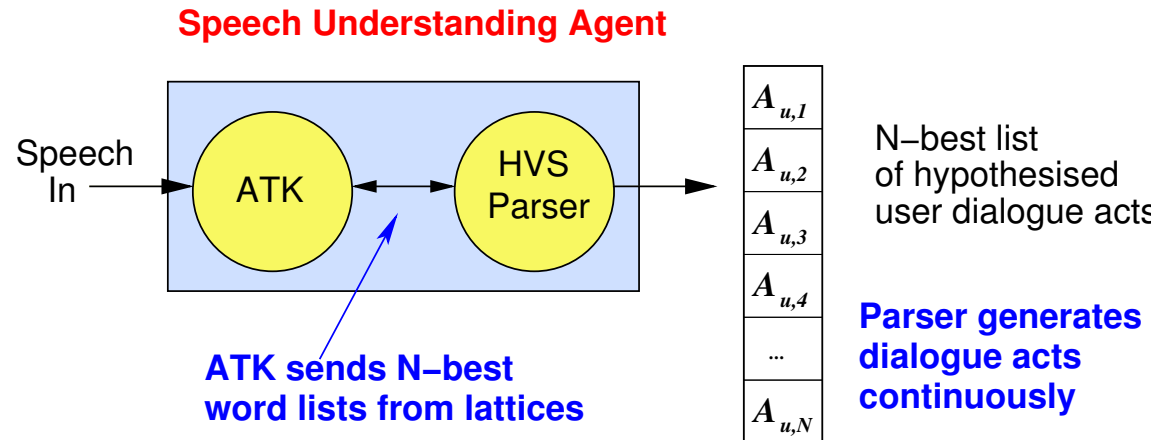 Speech Understanding Agent
Speech
In
ATK
HVS
Parser
A u,1
A u,2
A u,3
A u,4
...
A u,N
N–best list
of hypothesised
user dialogue acts
ATK sends N–best
word lists from lattices
Parser generates
dialogue acts
continuously